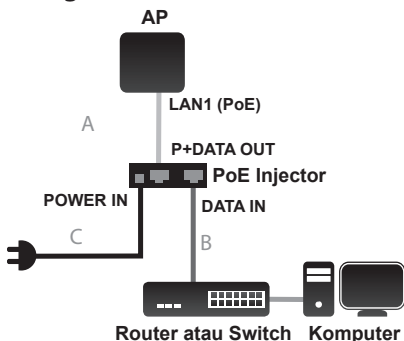 AP
LAN1 (PoE)
A
P+DATA OUT
PoE Injector
POWER IN
DATA IN
C
B
Router atau Switch
Komputer